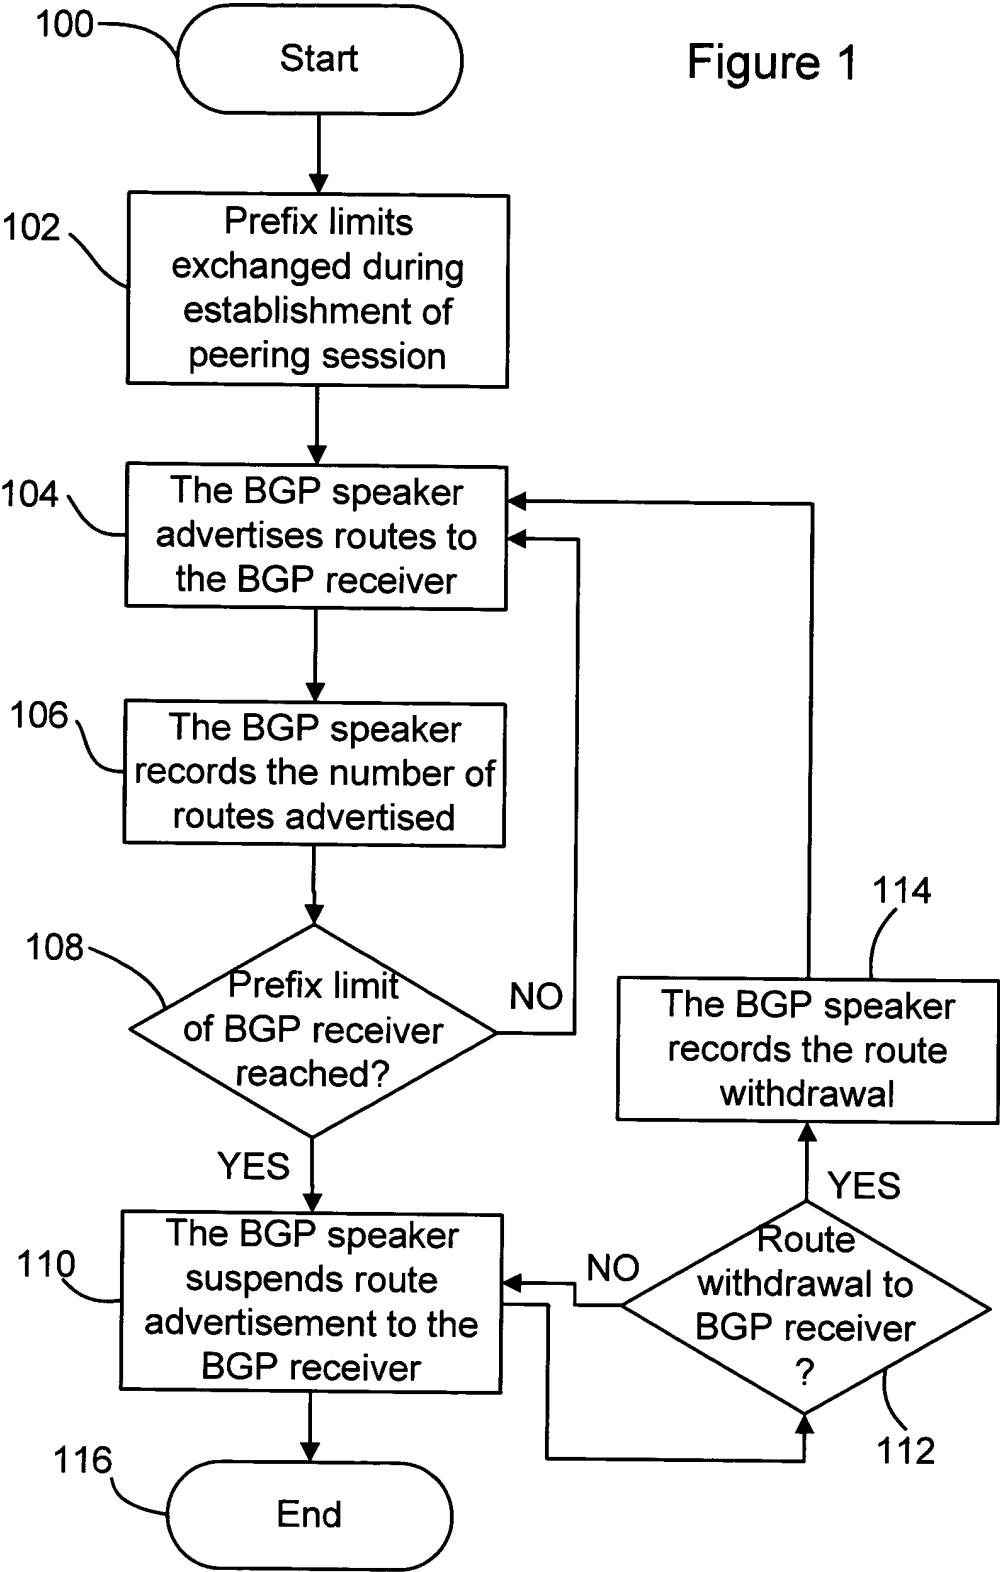 100
Start
Figure 1
102
Prefix limits
exchanged during
establishment of
peering session
104
The BGP speaker
advertises routes to
the BGP receiver
106
The BGP speaker
records the number of
routes advertised
108
Prefix limit
of BGP receiver
reached?
NO
YES
114
The BGP speaker
records the route
withdrawal
YES
110
The BGP speaker
suspends route
advertisement to the
BGP receiver
NO
Route
withdrawal to
BGP receiver
?
112
116
End